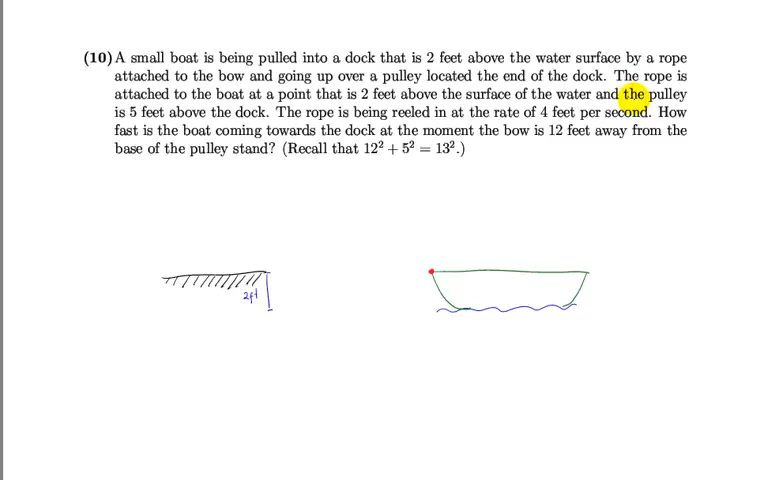 (10) A small boat is being pulled into a dock that is 2 feet above the water surface by a rope
attached to the bow and going up over a pulley located the end of the dock. The rope is
attached to the boat at a point that is 2 feet above the surface of the water and the pulley
is 5 feet above the dock. The rope is being reeled in at the rate of 4 feet per second. How
fast is the boat coming towards the dock at the moment the bow is 12 feet away from the
base of the pulley stand? (Recall that 12² + 5² = 13².)
2ft